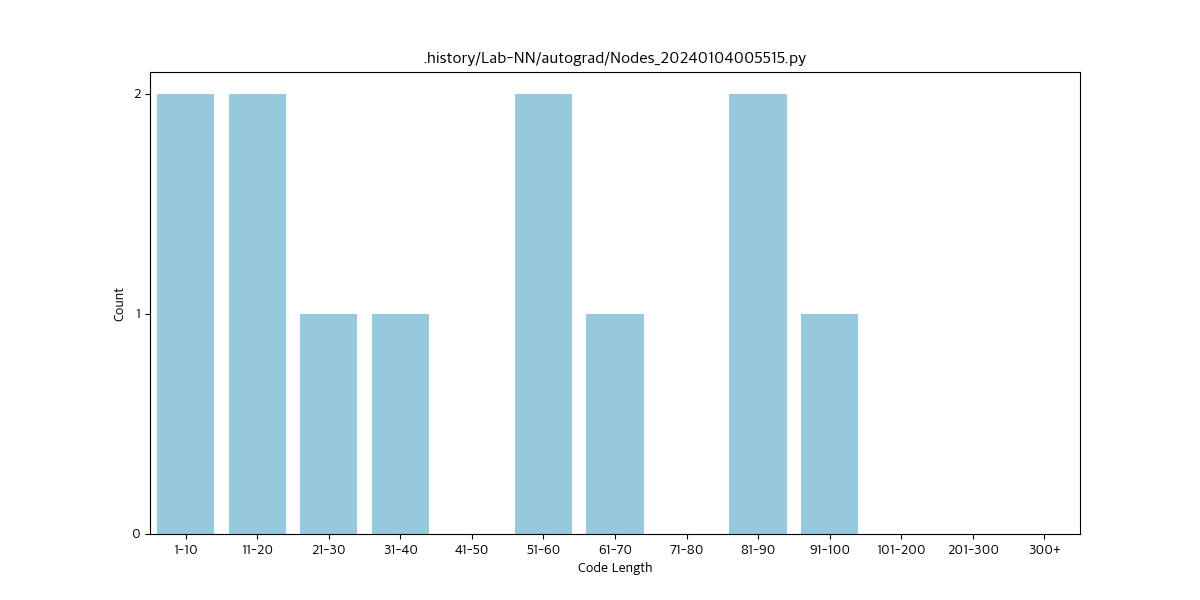 .history/Lab-NN/autograd/Nodes_20240104005515.py
2
1
0
Count
1-10 11-20 21-30 31-40 41-50 51-60 61-70 71-80 81-90 91-100 101-200 201-300 300+
Code Length